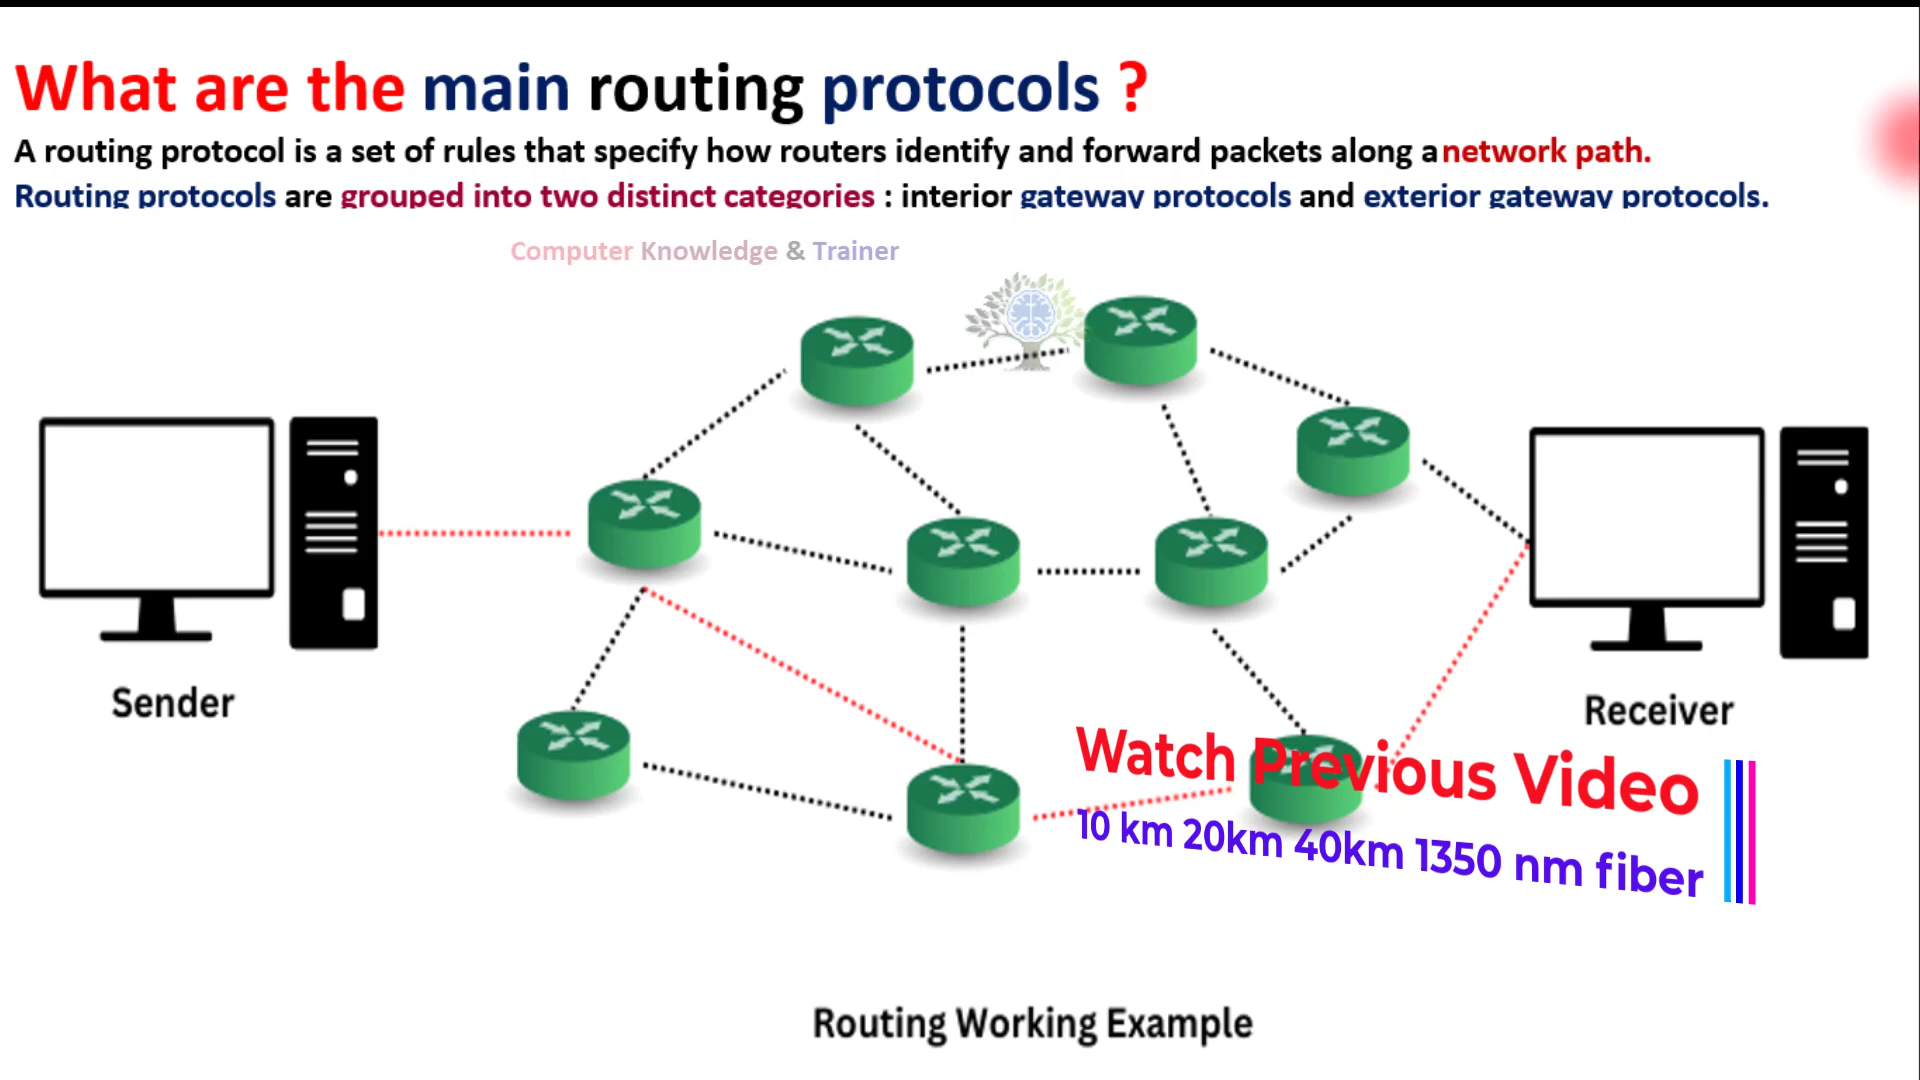 What are the main routing protocols ?
A routing protocol is a set of rules that specify how routers identify and forward packets along a network path.
Routing protocols are grouped into two distinct categories : interior gateway protocols and exterior gateway protocols.
Computer Knowledge & Trainer
Sender
Receiver
Watch Previous Video
10 km 20km 40km 1350 nm fiber
Routing Working Example